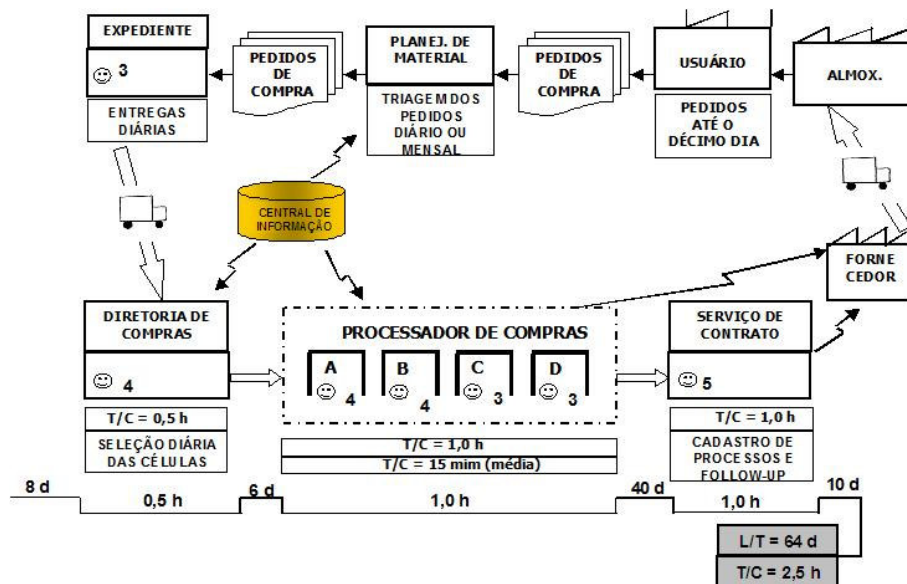 EXPEDIENTE
3
ENTREGAS
DIÁRIAS
PEDIDOS
DE
COMPRA
PLANEJ. DE
MATERIAL
TRIAGEM DOS
PEDIDOS
DIÁRIO OU
MENSAL
PEDIDOS
DE
COMPRA
USUÁRIO
PEDIDOS
ATÉ O
DÉCIMO DIA
ALMOX.
CENTRAL DE
INFORMAÇÃO
FORNE
CEDOR
DIRETORIA DE
COMPRAS
4
T/C = 0,5 h
SELEÇÃO DIÁRIA
DAS CÉLULAS
PROCESSADOR DE COMPRAS
A
4
B
4
C
3
D
3
T/C = 1,0 h
T/C = 15 mim (média)
SERVIÇO DE
CONTRATO
5
T/C = 1,0 h
CADASTRO DE
PROCESSOS E
FOLLOW-UP
8 d
0,5 h
6 d
1,0 h
40 d
1,0 h
10 d
L/T = 64 d
T/C = 2,5 h